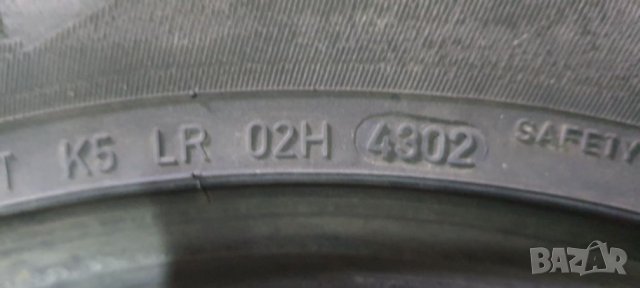 T K5 LR 02H 4302 SAFETY
BAZAR